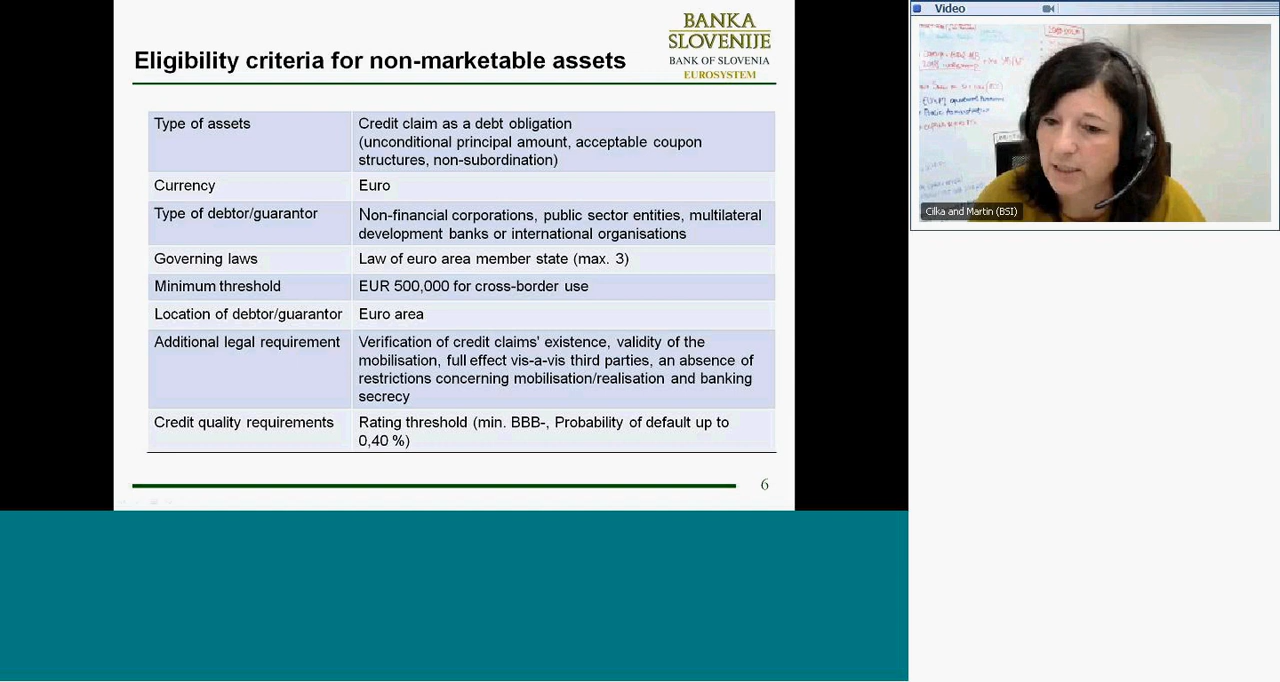 Eligibility criteria for non-marketable assets
BANKA
SLOVENIJE
BANK OF SLOVENIA
EUROSYSTEM
Type of assets
Credit claim as a debt obligation
(unconditional principal amount, acceptable coupon
structures, non-subordination)
Currency
Euro
Type of debtor/guarantor
Non-financial corporations, public sector entities, multilateral
development banks or international organisations
Governing laws
Law of euro area member state (max. 3)
Minimum threshold
EUR 500,000 for cross-border use
Location of debtor/guarantor
Euro area
Additional legal requirement
Verification of credit claims' existence, validity of the
mobilisation, full effect vis-a-vis third parties, an absence of
restrictions concerning mobilisation/realisation and banking
secrecy
Credit quality requirements
Rating threshold (min. BBB-, Probability of default up to
0,40 %)
6
Video
Cilka and Martin (BSI)